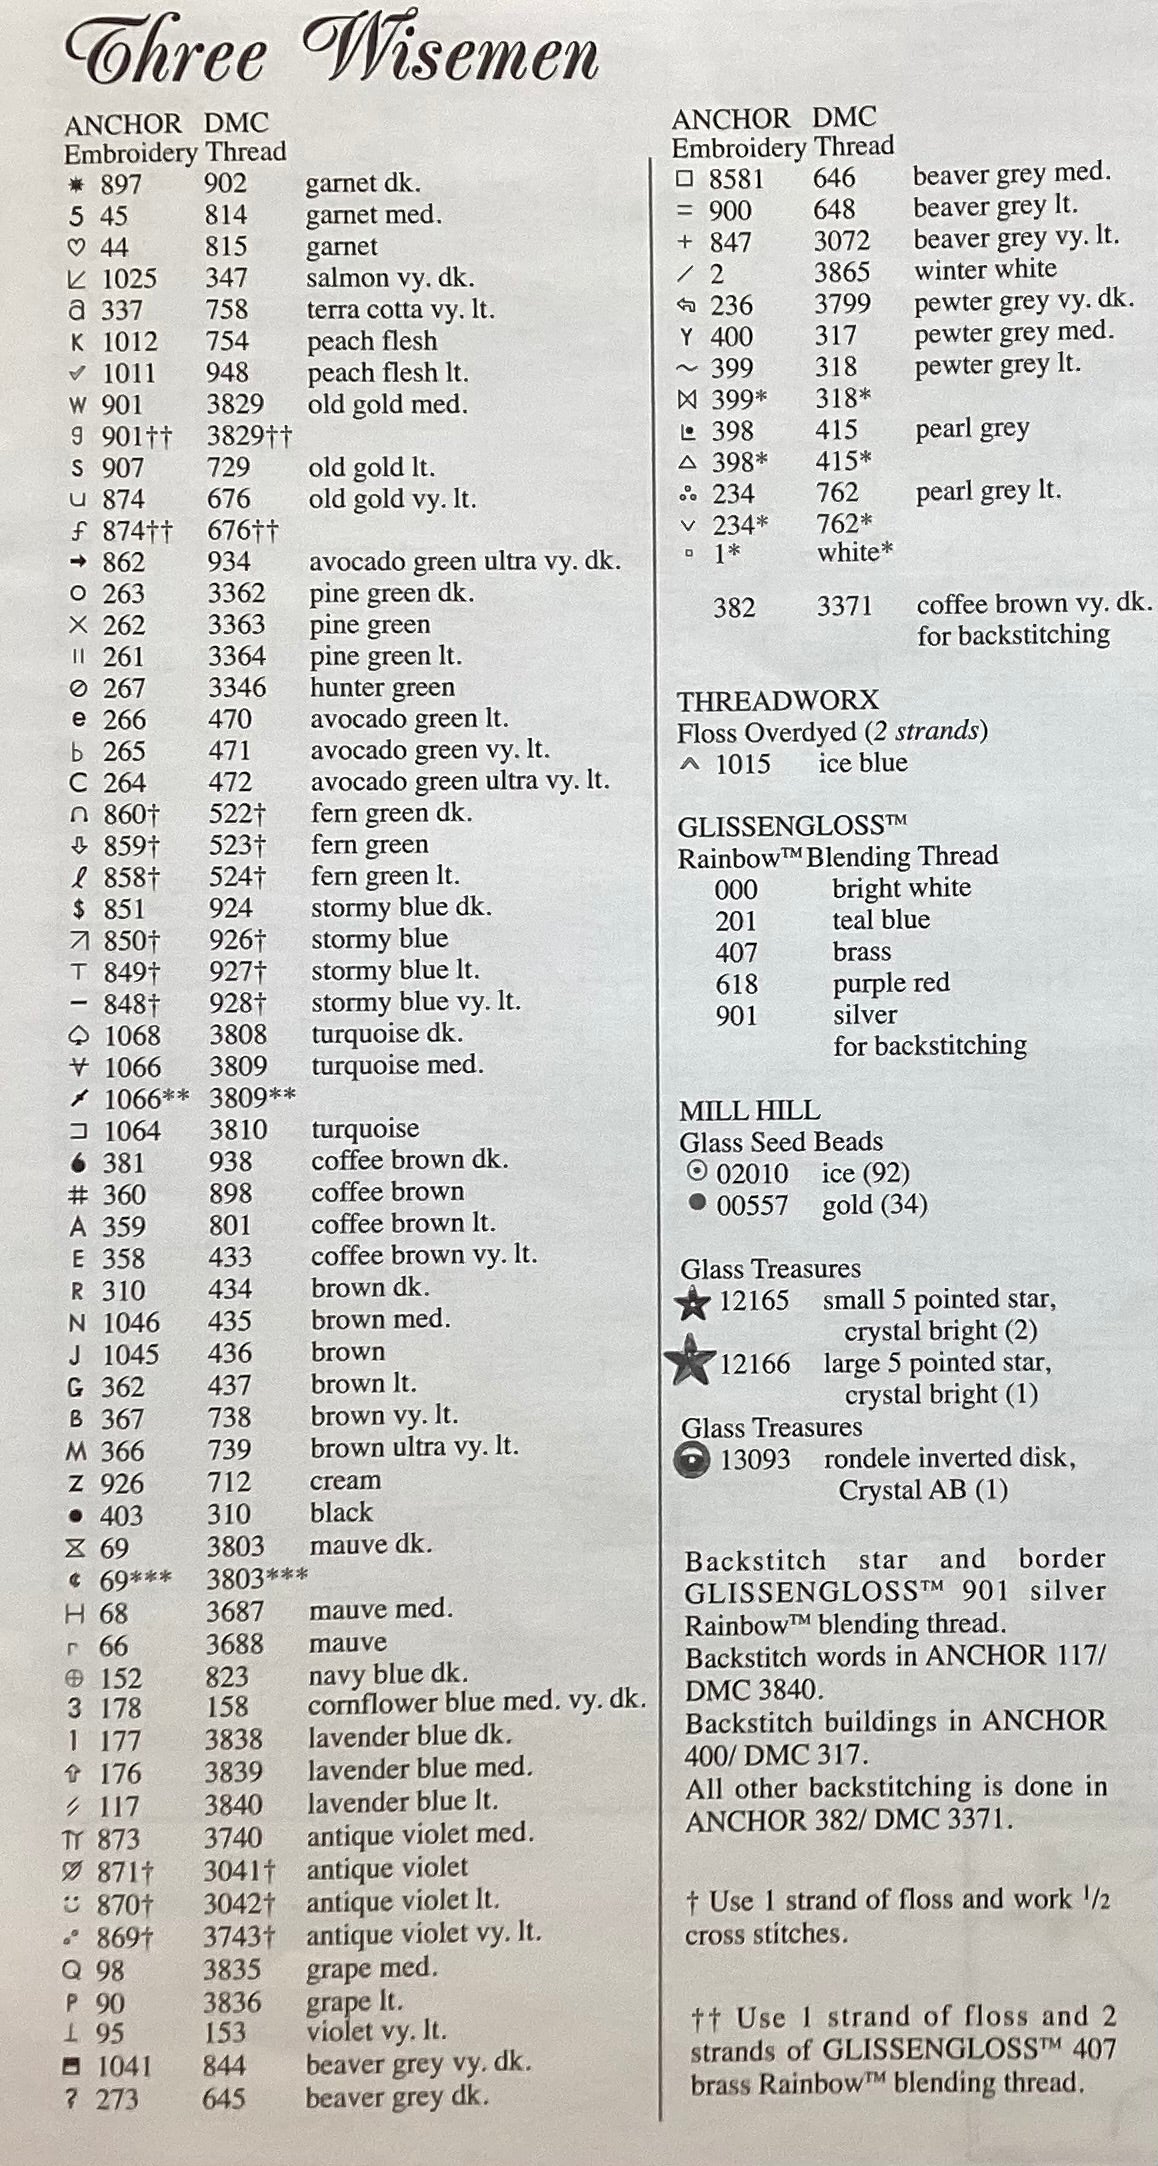 Three Wisemen
ANCHOR DMC
Embroidery Thread
✷ 897 902 garnet dk.
5 45 814 garnet med.
♡ 44 815 garnet
1025 347 salmon vy. dk.
a 337 758 terra cotta vy. lt.
K 1012 754 peach flesh
✓ 1011 948 peach flesh lt.
W 901 3829 old gold med.
g 901†† 3829††
S 907 729 old gold lt.
u 874 676 old gold vy. lt.
f 874†† 676††
→ 862 934 avocado green ultra vy. dk.
O 263 3362 pine green dk.
X 262 3363 pine green
II 261 3364 pine green lt.
⊘ 267 3346 hunter green
e 266 470 avocado green lt.
b 265 471 avocado green vy. lt.
C 264 472 avocado green ultra vy. lt.
∩ 860† 522† fern green dk.
⇩ 859† 523† fern green
ℓ 858† 524† fern green lt.
$ 851 924 stormy blue dk.
850† 926† stormy blue
T 849† 927† stormy blue lt.
− 848† 928† stormy blue vy. lt.
♤ 1068 3808 turquoise dk.
∀ 1066 3809 turquoise med.
1066** 3809**
⊐ 1064 3810 turquoise
381 938 coffee brown dk.
# 360 898 coffee brown
A 359 801 coffee brown lt.
E 358 433 coffee brown vy. lt.
R 310 434 brown dk.
N 1046 435 brown med.
J 1045 436 brown
G 362 437 brown lt.
B 367 738 brown vy. lt.
M 366 739 brown ultra vy. lt.
Z 926 712 cream
● 403 310 black
⧖ 69 3803 mauve dk.
¢ 69*** 3803***
H 68 3687 mauve med.
r 66 3688 mauve
⊕ 152 823 navy blue dk.
3 178 158 cornflower blue med. vy. dk.
1 177 3838 lavender blue dk.
⇧ 176 3839 lavender blue med.
⫽ 117 3840 lavender blue lt.
873 3740 antique violet med.
871† 3041† antique violet
870† 3042† antique violet lt.
869† 3743† antique violet vy. lt.
Q 98 3835 grape med.
P 90 3836 grape lt.
⊥ 95 153 violet vy. lt.
1041 844 beaver grey vy. dk.
? 273 645 beaver grey dk.
ANCHOR DMC
Embroidery Thread
□ 8581 646 beaver grey med.
= 900 648 beaver grey lt.
+ 847 3072 beaver grey vy. lt.
/ 2 3865 winter white
236 3799 pewter grey vy. dk.
Y 400 317 pewter grey med.
~ 399 318 pewter grey lt.
⋈ 399* 318*
398 415 pearl grey
△ 398* 415*
234 762 pearl grey lt.
v 234* 762*
▫ 1* white*
382 3371 coffee brown vy. dk.
for backstitching
THREADWORX
Floss Overdyed (2 strands)
^ 1015 ice blue
GLISSENGLOSS™
Rainbow™ Blending Thread
000 bright white
201 teal blue
407 brass
618 purple red
901 silver
for backstitching
MILL HILL
Glass Seed Beads
⊙ 02010 ice (92)
● 00557 gold (34)
Glass Treasures
★ 12165 small 5 pointed star,
crystal bright (2)
★ 12166 large 5 pointed star,
crystal bright (1)
Glass Treasures
13093 rondele inverted disk,
Crystal AB (1)
Backstitch star and border
GLISSENGLOSS™ 901 silver
Rainbow™ blending thread.
Backstitch words in ANCHOR 117/
DMC 3840.
Backstitch buildings in ANCHOR
400/ DMC 317.
All other backstitching is done in
ANCHOR 382/ DMC 3371.
† Use 1 strand of floss and work 1/2
cross stitches.
†† Use 1 strand of floss and 2
strands of GLISSENGLOSS™ 407
brass Rainbow™ blending thread.